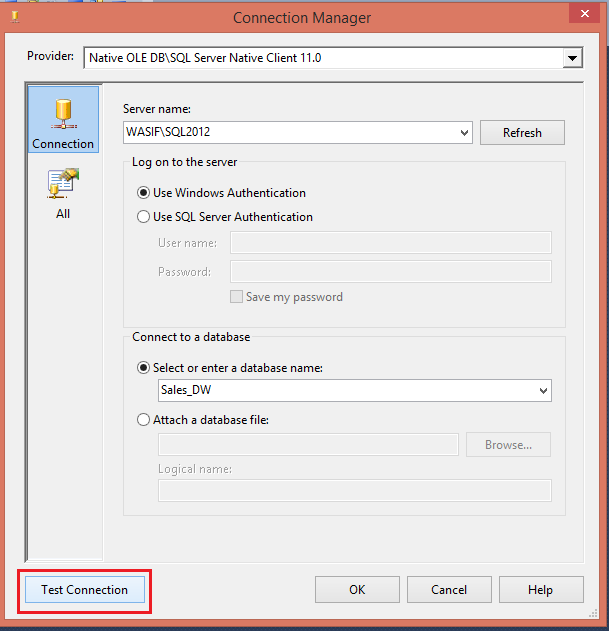 Connection Manager
Provider: Native OLE DB\SQL Server Native Client 11.0
Connection
All
Server name:
WASIF\SQL2012 Refresh
Log on to the server
Use Windows Authentication
Use SQL Server Authentication
User name:
Password:
Save my password
Connect to a database
Select or enter a database name:
Sales_DW
Attach a database file:
Browse...
Logical name:
Test Connection OK Cancel Help